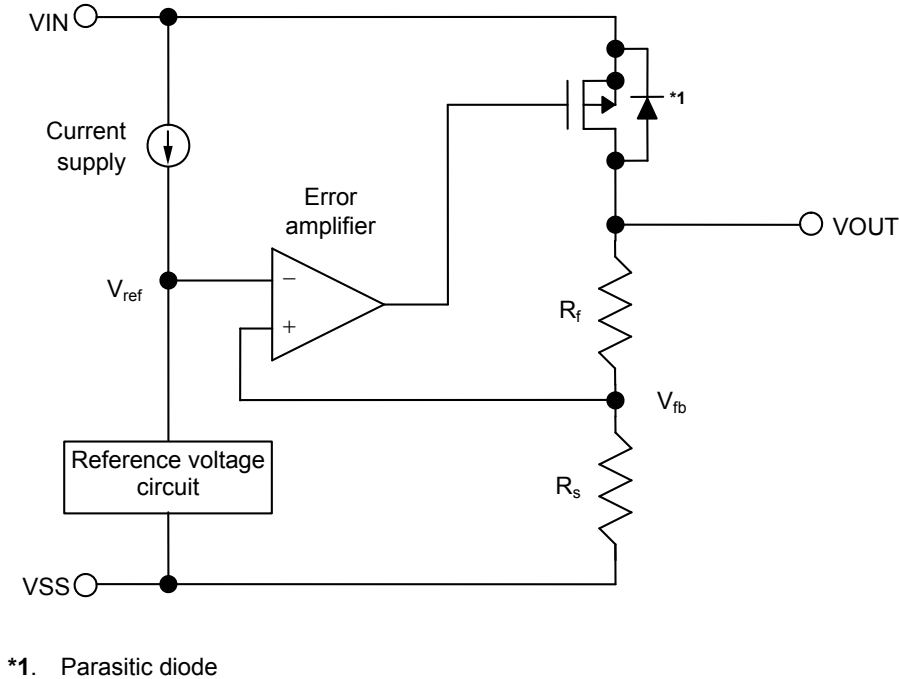 VIN
*1
Current
supply
Error
amplifier
VOUT
Vref
−
+
Rf
Vfb
Reference voltage
circuit
Rs
VSS
*1. Parasitic diode